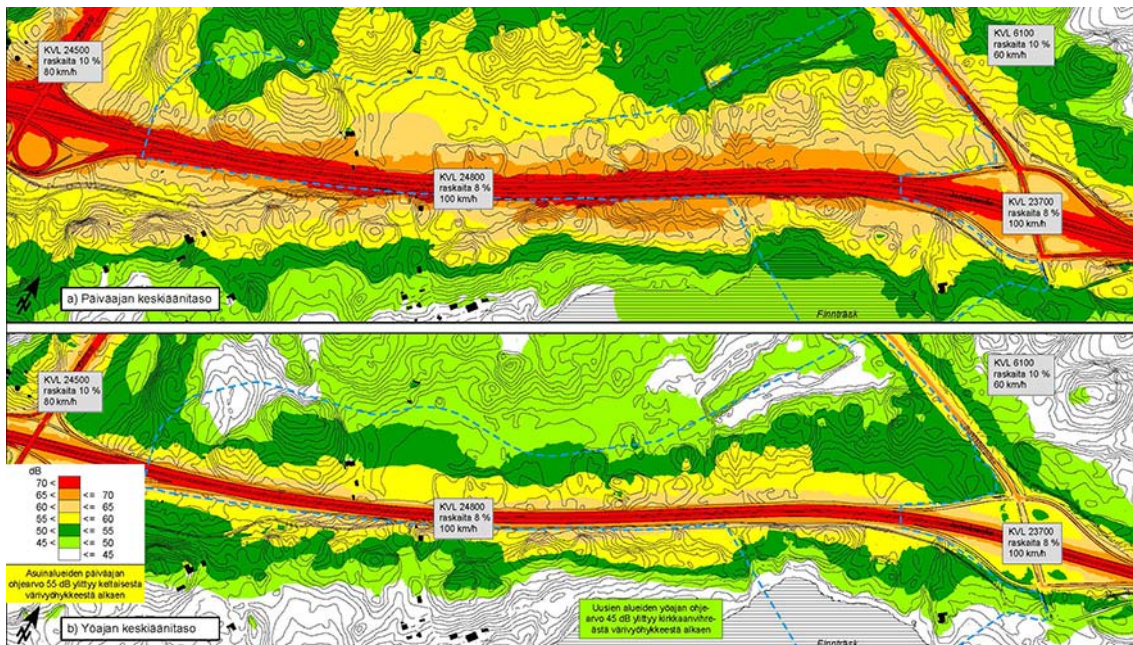 KVL 24500
raskaita 10 %
80 km/h
KVL 6100
raskaita 10 %
60 km/h
KVL 24800
raskaita 8 %
100 km/h
KVL 23700
raskaita 8 %
100 km/h
a) Päiväajan keskiäänitaso
Finnträsk
KVL 24500
raskaita 10 %
80 km/h
KVL 6100
raskaita 10 %
60 km/h
dB
70 <
65 < <= 70
60 < <= 65
55 < <= 60
50 < <= 55
45 < <= 50
<= 45
KVL 24800
raskaita 8 %
100 km/h
KVL 23700
raskaita 8 %
100 km/h
Asuinalueiden päiväajan
ohjearvo 55 dB ylittyy keltaisesta
värivyöhykkeestä alkaen
Uusien alueiden yöajan ohje-
arvo 45 dB ylittyy kirkkaanvihre-
ästä värivyöhykkeestä alkaen
b) Yöajan keskiäänitaso
Finnträsk